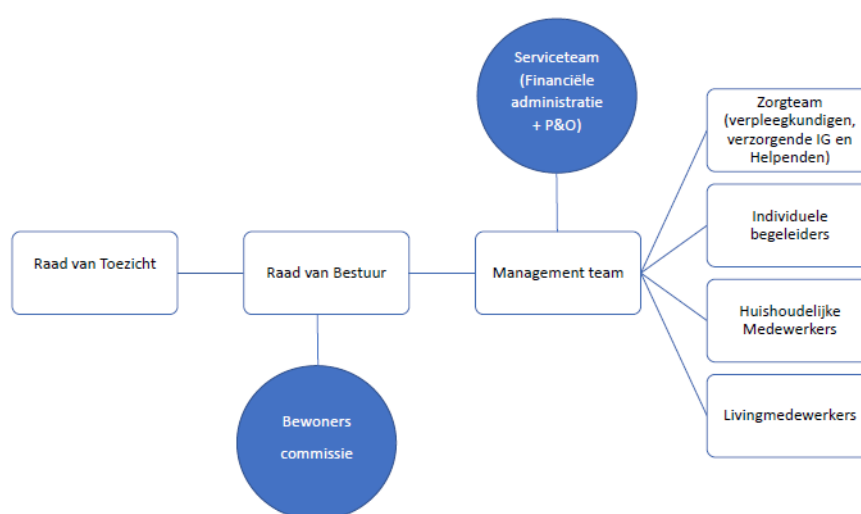 Serviceteam
(Financiële
administratie
+ P&O)
Zorgteam
(verpleegkundigen,
verzorgende IG en
Helpenden)
Individuele
begeleiders
Raad van Toezicht
Raad van Bestuur
Management team
Huishoudelijke
Medewerkers
Livingmedewerkers
Bewoners
commissie